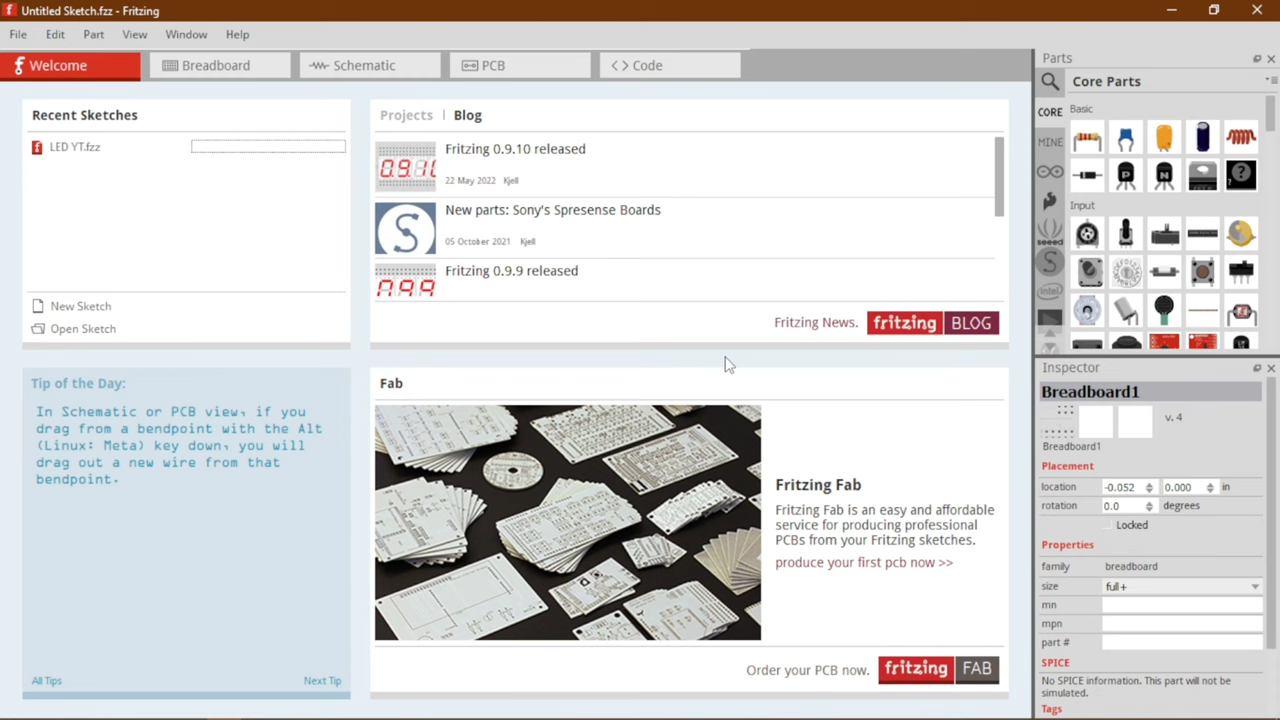 Untitled Sketch.fzz - Fritzing
File Edit Part View Window Help
Welcome
Breadboard
Schematic
PCB
Code
Recent Sketches
LED YT.fzz
New Sketch
Open Sketch
Projects | Blog
Fritzing 0.9.10 released
22 May 2022 Kjell
New parts: Sony's Spresense Boards
05 October 2021 Kjell
Fritzing 0.9.9 released
Fritzing News. fritzing BLOG
Tip of the Day:
In Schematic or PCB view, if you
drag from a bendpoint with the Alt
(Linux: Meta) key down, you will
drag out a new wire from that
bendpoint.
All Tips Next Tip
Fab
Fritzing Fab
Fritzing Fab is an easy and affordable
service for producing professional
PCBs from your Fritzing sketches.
produce your first pcb now >>
Order your PCB now. fritzing FAB
Parts
Core Parts
CORE
MINE
seeed
intel
Basic
Input
Inspector
Breadboard1
v. 4
Breadboard1
Placement
location -0.052 0.000 in
rotation 0.0 degrees
Locked
Properties
family breadboard
size full+
mn
mpn
part #
SPICE
No SPICE information. This part will not be
simulated.
Tags